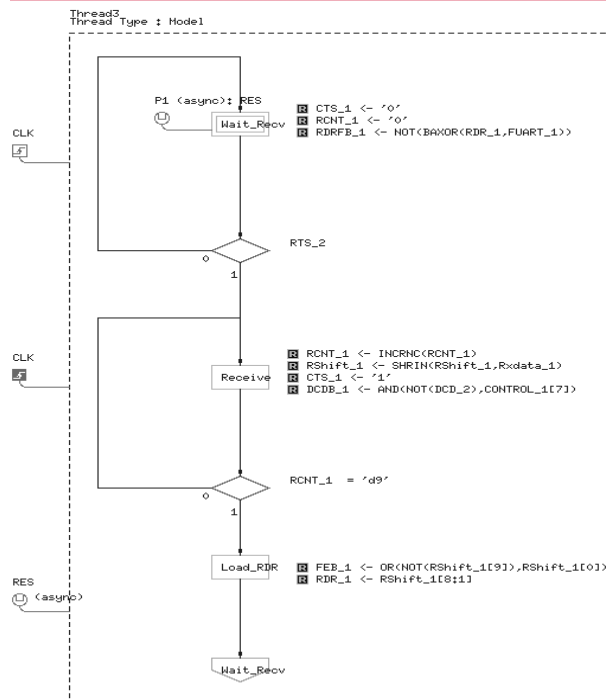 Thread3
Thread Type : Model
P1 (async): RES
CTS_1 <- '0'
Wait_Recv
RCNT_1 <- '0'
CLK
RDRFB_1 <- NOT(BAXOR(RDR_1,FUART_1))
RTS_2
0
1
CLK
R RCNT_1 <- INCRNC(RCNT_1)
R RShift_1 <- SHRIN(RShift_1,Rxdata_1)
Receive
R CTS_1 <- '1'
R DCDB_1 <- AND(NOT(DCD_2),CONTROL_1[7])
RCNT_1 = 'd9'
0
1
Load_RDR
R FEB_1 <- OR(NOT(RShift_1[9]),RShift_1[0])
R RDR_1 <- RShift_1[8:1]
RES
(async)
Wait_Recv